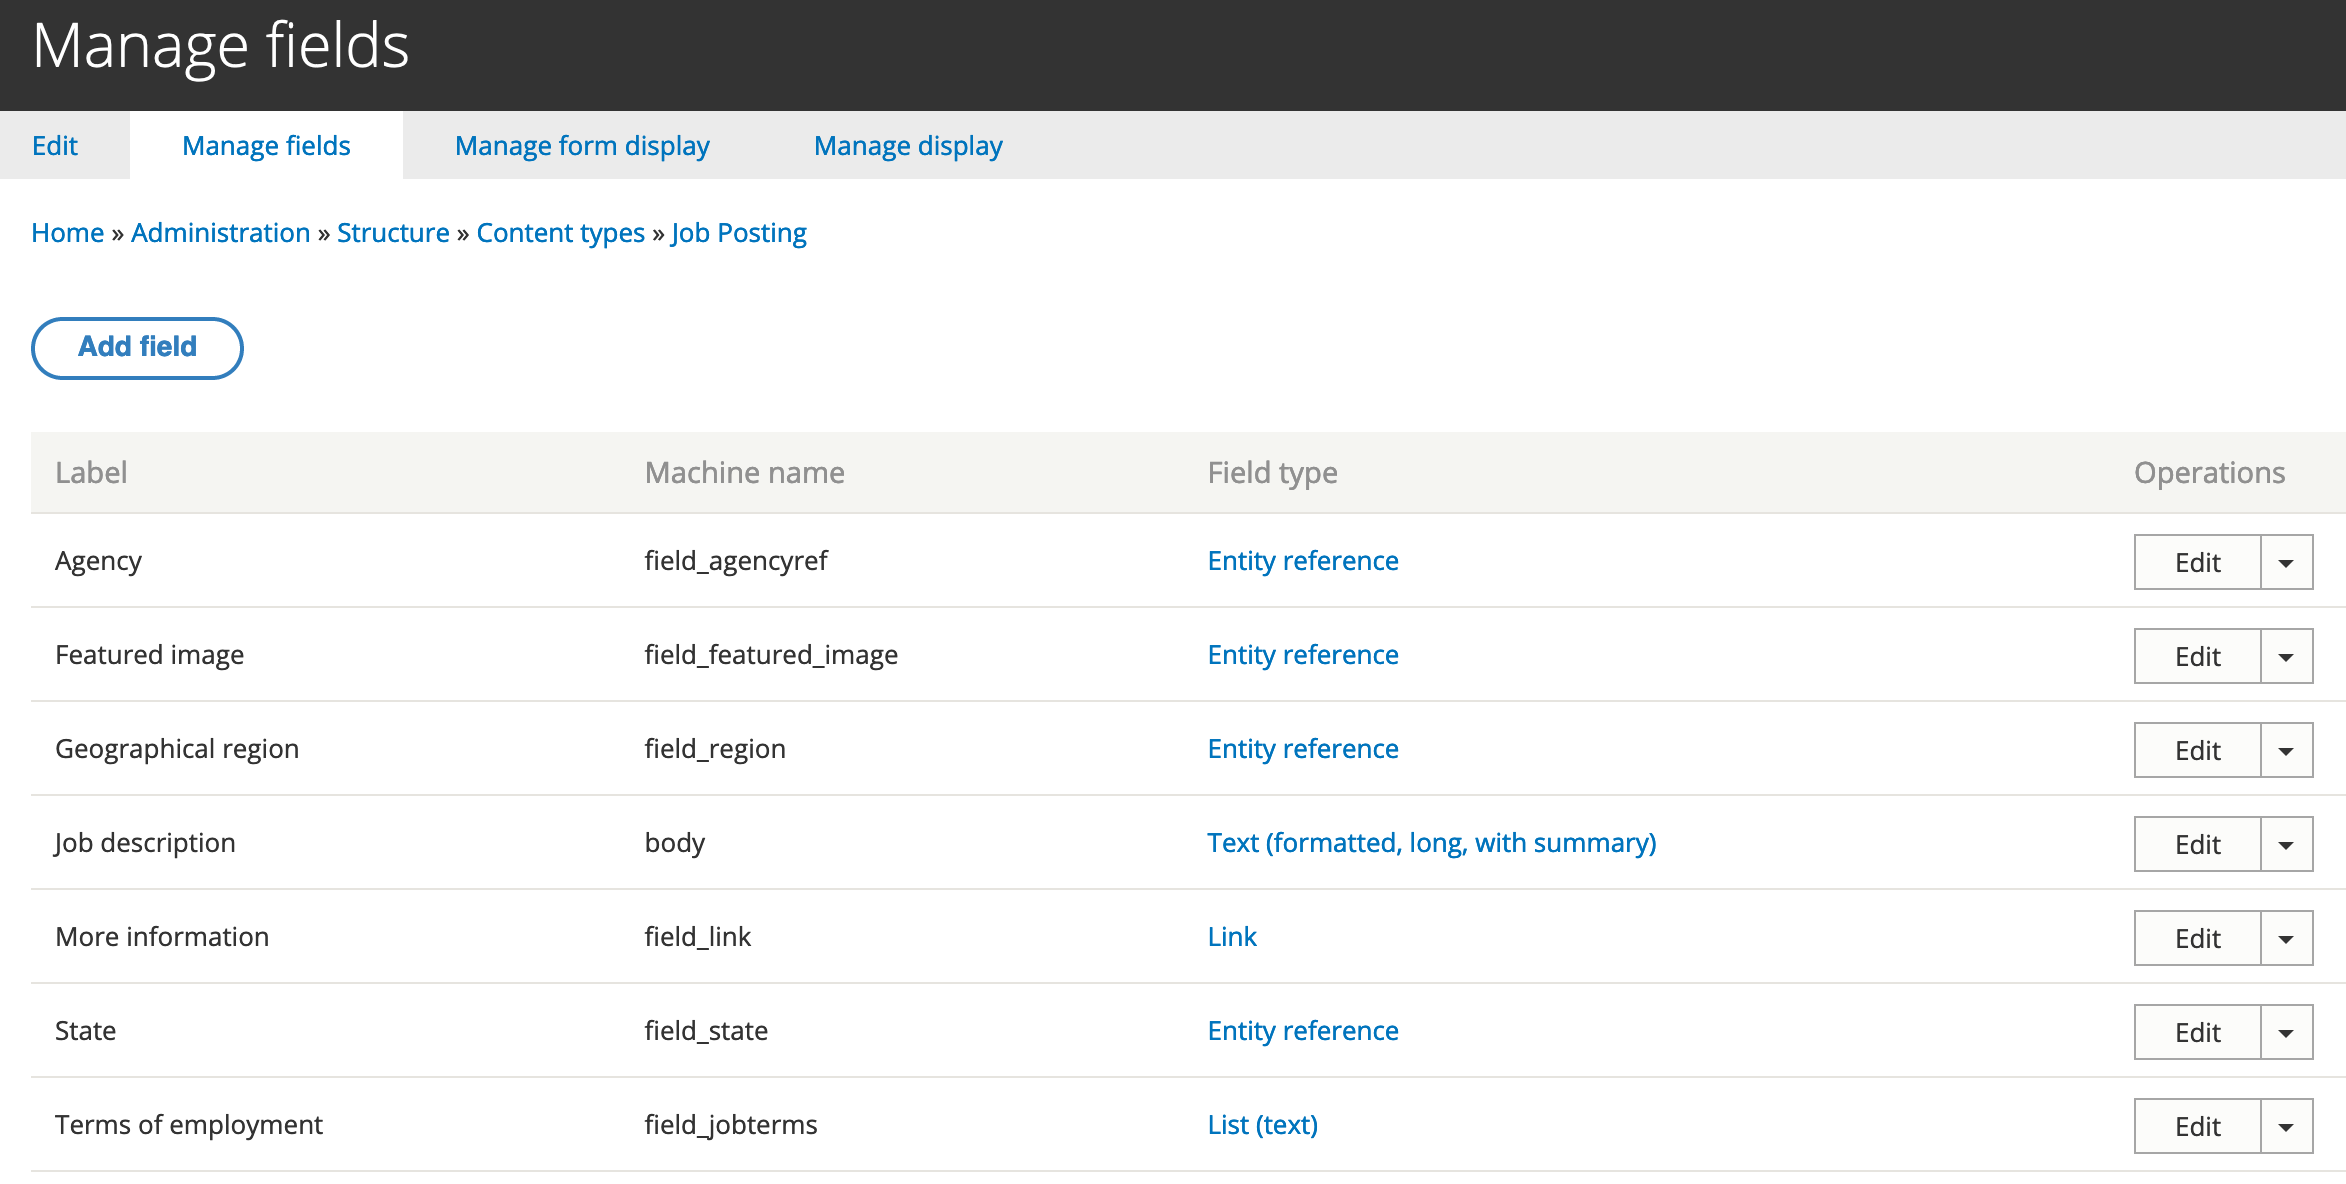 Manage fields
Edit Manage fields Manage form display Manage display
Home » Administration » Structure » Content types » Job Posting
Add field
Label Machine name Field type Operations
Agency field_agencyref Entity reference Edit
Featured image field_featured_image Entity reference Edit
Geographical region field_region Entity reference Edit
Job description body Text (formatted, long, with summary) Edit
More information field_link Link Edit
State field_state Entity reference Edit
Terms of employment field_jobterms List (text) Edit